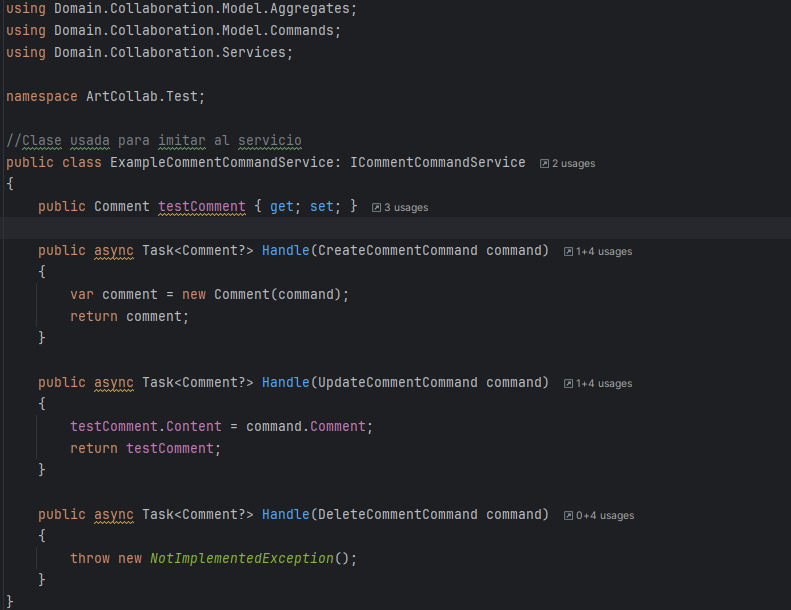 using Domain.Collaboration.Model.Aggregates;
using Domain.Collaboration.Model.Commands;
using Domain.Collaboration.Services;
namespace ArtCollab.Test;
//Clase usada para imitar al servicio
public class ExampleCommentCommandService: ICommentCommandService 2 usages
{
public Comment testComment { get; set; } 3 usages
public async Task<Comment?> Handle(CreateCommentCommand command) 1+4 usages
{
var comment = new Comment(command);
return comment;
}
public async Task<Comment?> Handle(UpdateCommentCommand command) 1+4 usages
{
testComment.Content = command.Comment;
return testComment;
}
public async Task<Comment?> Handle(DeleteCommentCommand command) 0+4 usages
{
throw new NotImplementedException();
}
}